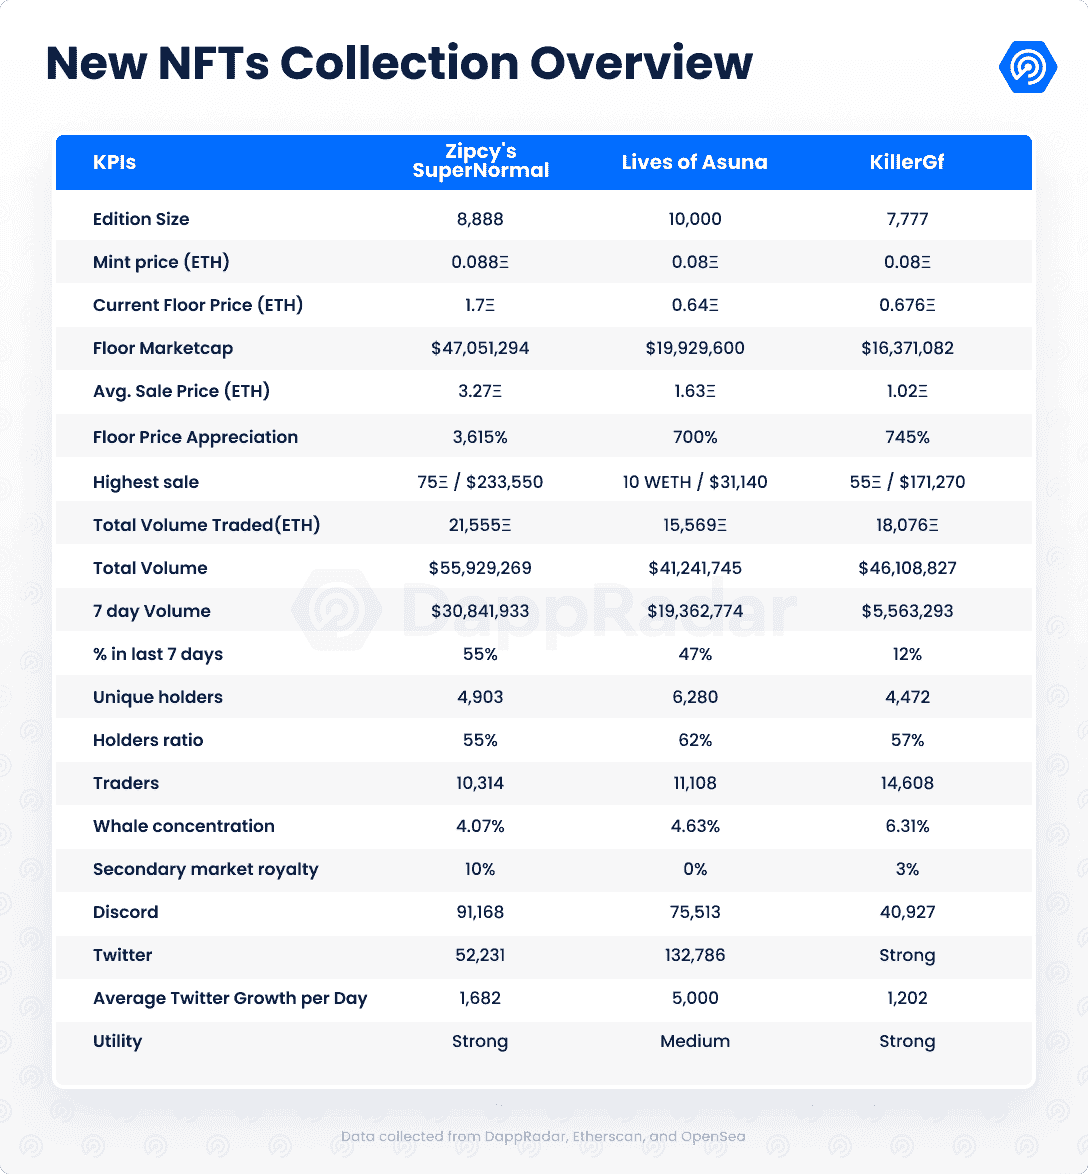 New NFTs Collection Overview
KPIs Zipcy's SuperNormal Lives of Asuna KillerGf
Edition Size 8,888 10,000 7,777
Mint price (ETH) 0.088Ξ 0.08Ξ 0.08Ξ
Current Floor Price (ETH) 1.7Ξ 0.64Ξ 0.676Ξ
Floor Marketcap $47,051,294 $19,929,600 $16,371,082
Avg. Sale Price (ETH) 3.27Ξ 1.63Ξ 1.02Ξ
Floor Price Appreciation 3,615% 700% 745%
Highest sale 75Ξ / $233,550 10 WETH / $31,140 55Ξ / $171,270
Total Volume Traded(ETH) 21,555Ξ 15,569Ξ 18,076Ξ
Total Volume $55,929,269 $41,241,745 $46,108,827
DappRadar
7 day Volume $30,841,933 $19,362,774 $5,563,293
% in last 7 days 55% 47% 12%
Unique holders 4,903 6,280 4,472
Holders ratio 55% 62% 57%
Traders 10,314 11,108 14,608
Whale concentration 4.07% 4.63% 6.31%
Secondary market royalty 10% 0% 3%
Discord 91,168 75,513 40,927
Twitter 52,231 132,786 Strong
Average Twitter Growth per Day 1,682 5,000 1,202
Utility Strong Medium Strong
Data collected from DappRadar, Etherscan, and OpenSea